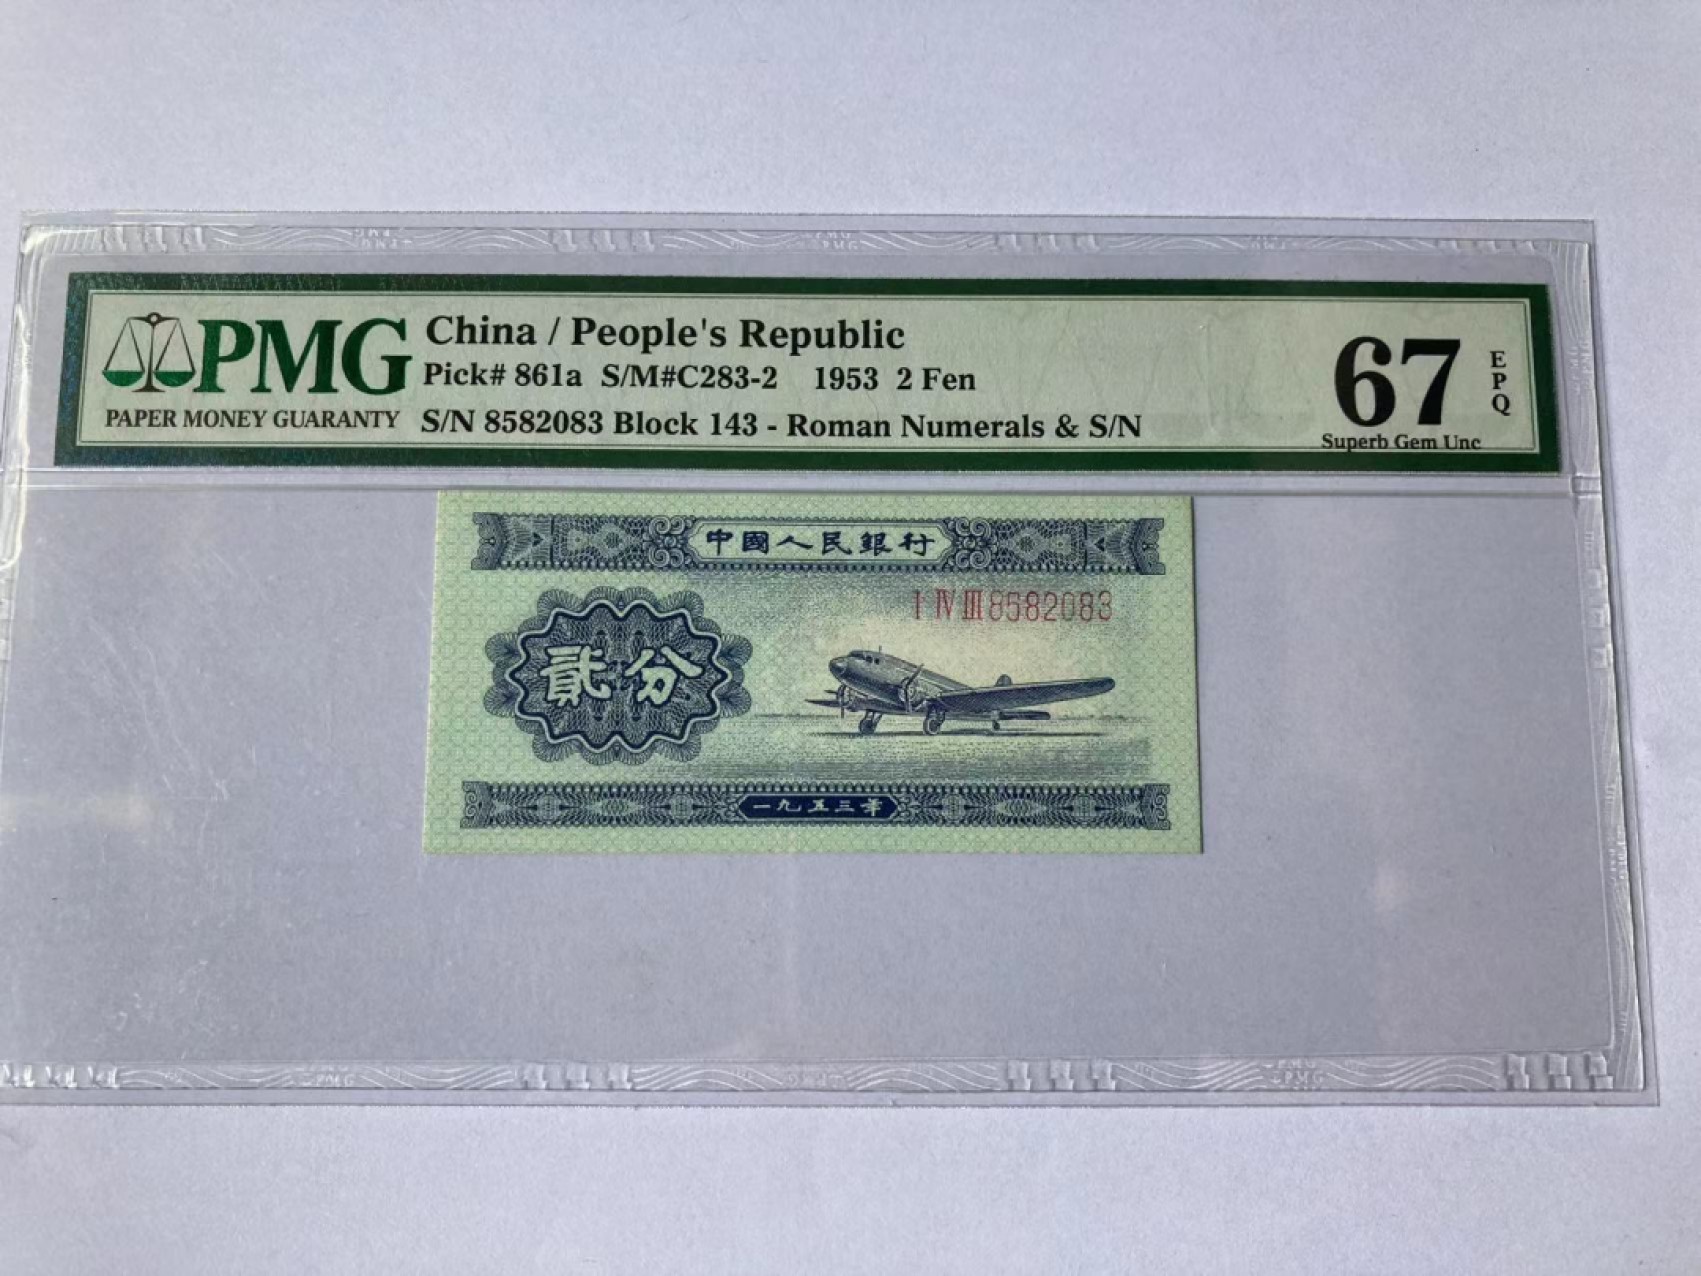 PMG
PAPER MONEY GUARANTY
China / People's Republic
Pick# 861a S/M#C283-2 1953 2 Fen
S/N 8582083 Block 143 - Roman Numerals & S/N
67
EPQ
Superb Gem Unc
中國人民銀行
I IV III 8582083
貳分
一九五三年
PMG